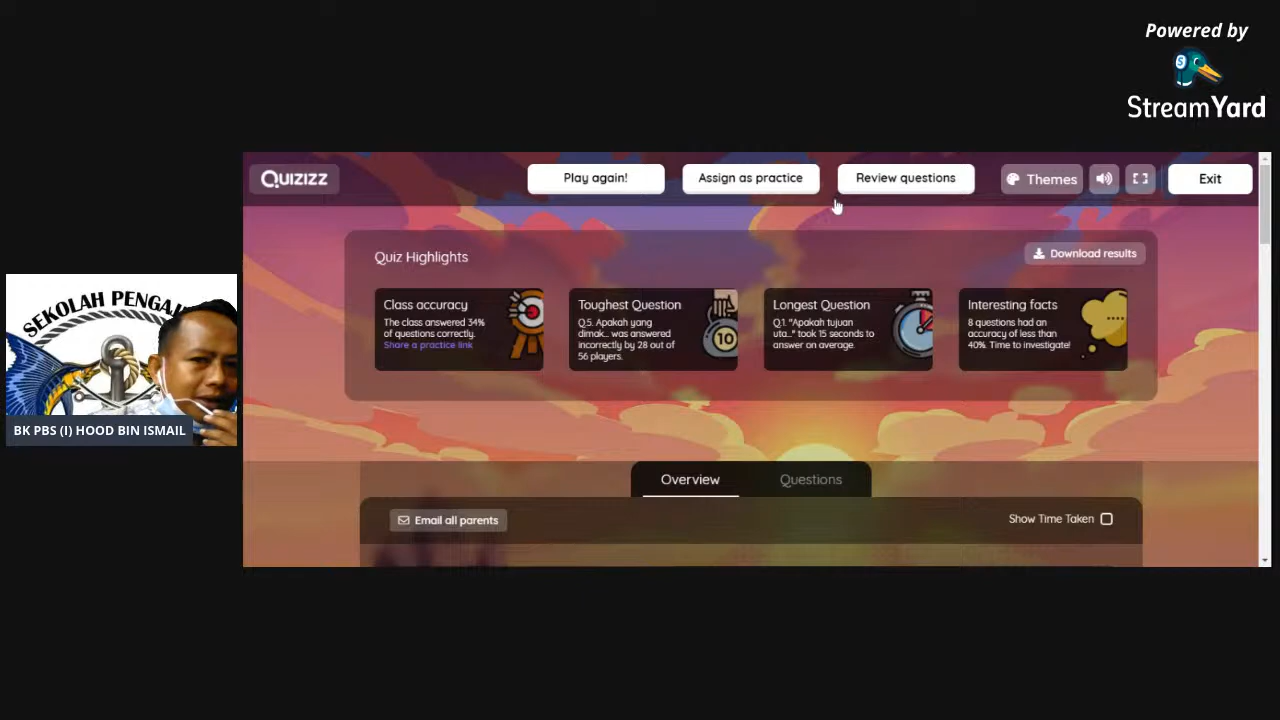 Powered by
StreamYard
QUIZIZZ
Play again!
Assign as practice
Review questions
Themes
Exit
Quiz Highlights
Download results
Class accuracy
The class answered 34%
of questions correctly.
Share a practice link
Toughest Question
Q.5. Apakah yang
dimak... was answered
incorrectly by 28 out of
56 players.
10
Longest Question
Q.1. "Apakah tujuan
uta..." took 15 seconds to
answer on average.
Interesting facts
8 questions had an
accuracy of less than
40%. Time to investigate!
SEKOLAH
BK PBS (I) HOOD BIN ISMAIL
Overview
Questions
Email all parents
Show Time Taken